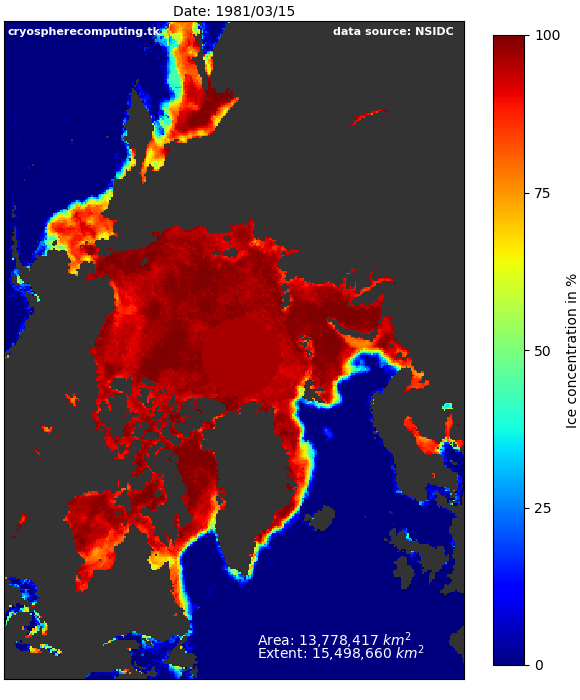 Date: 1981/03/15
cryospherecomputing.tk
data source: NSIDC
100
75
50
25
0
Ice concentration in %
Area: 13,778,417 km²
Extent: 15,498,660 km²